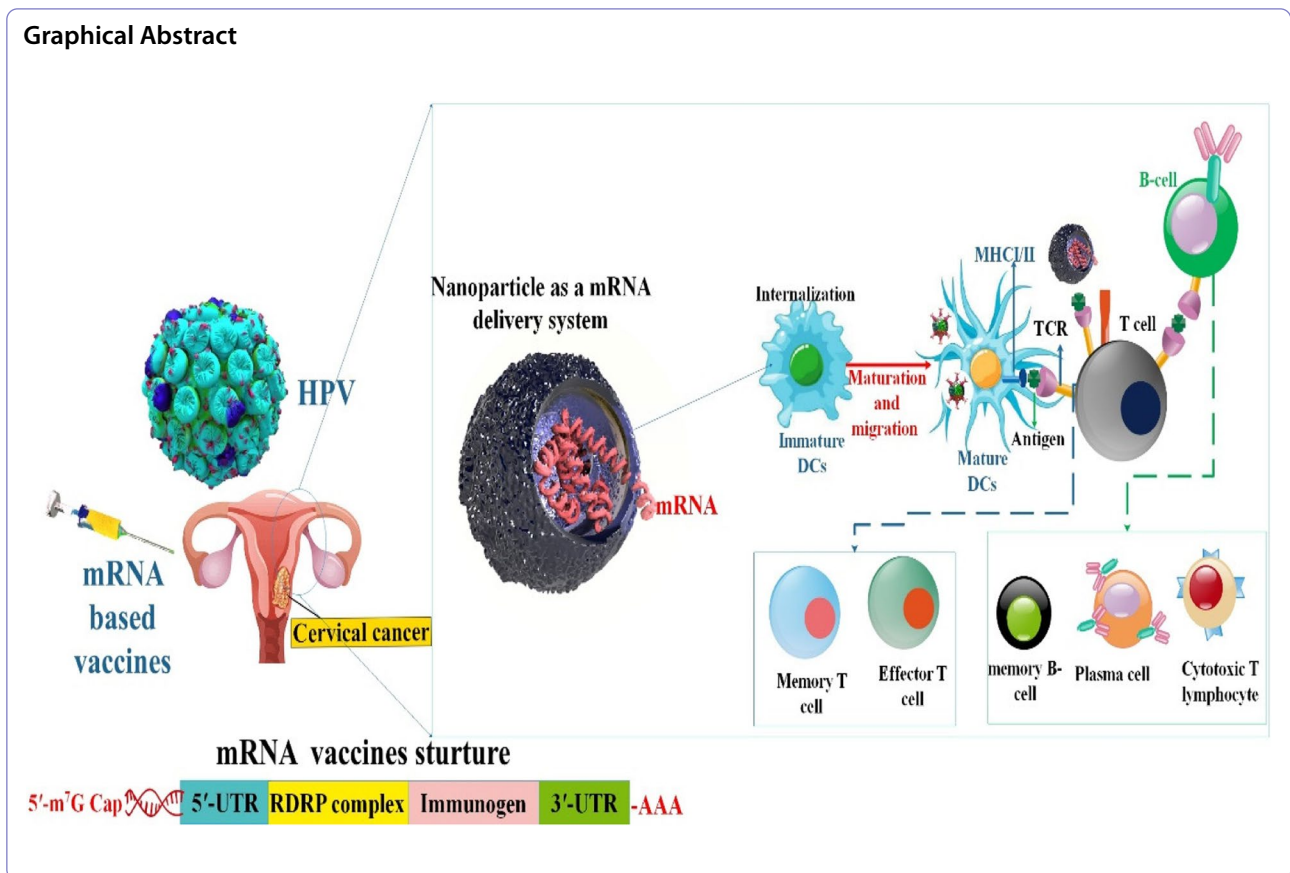 Graphical Abstract
HPV
mRNA
based
vaccines
Cervical cancer
Nanoparticle as a mRNA
delivery system
mRNA
Internalization
Immature
DCs
Maturation
and
migration
MHCI/II
Mature
DCs
TCR
Antigen
T cell
B-cell
Memory T
cell
Effector T
cell
memory B-
cell
Plasma cell
Cytotoxic T
lymphocyte
mRNA vaccines sturture
5′-m⁷G Cap 5′-UTR RDRP complex Immunogen 3′-UTR -AAA